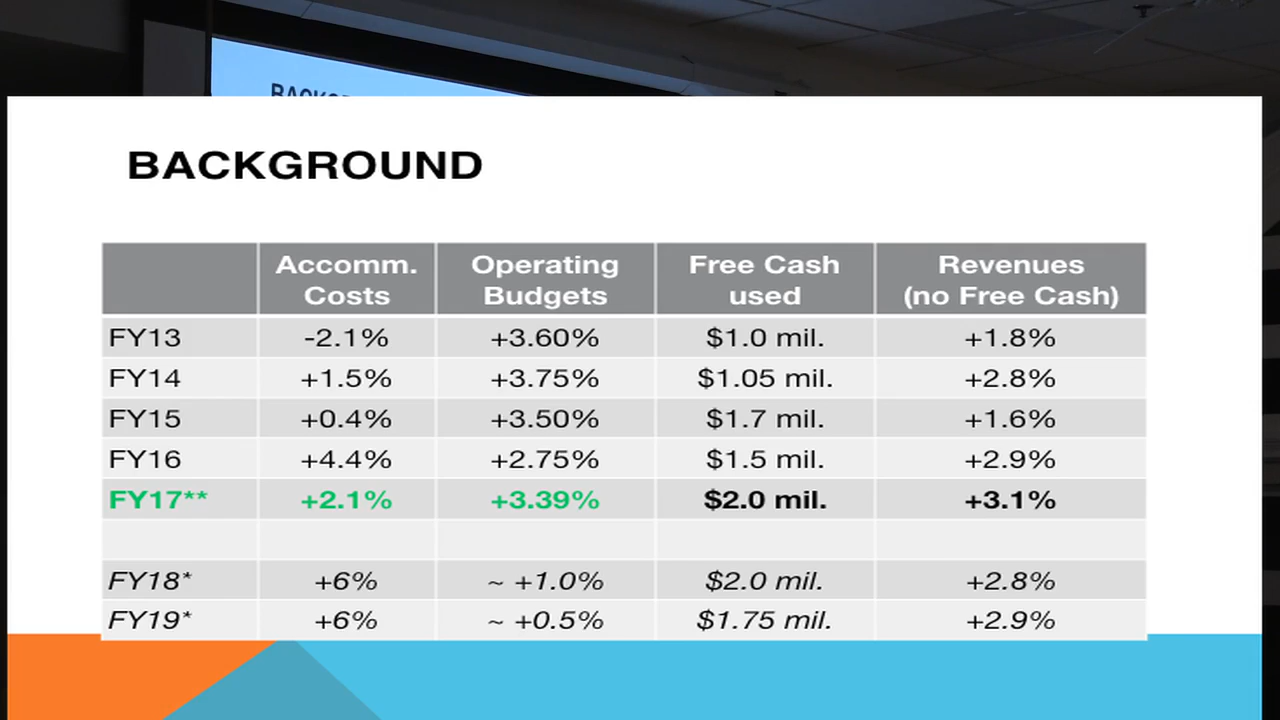 BACKGROUND
Accomm. Costs | Operating Budgets | Free Cash used | Revenues (no Free Cash)
FY13 | -2.1% | +3.60% | $1.0 mil. | +1.8%
FY14 | +1.5% | +3.75% | $1.05 mil. | +2.8%
FY15 | +0.4% | +3.50% | $1.7 mil. | +1.6%
FY16 | +4.4% | +2.75% | $1.5 mil. | +2.9%
FY17** | +2.1% | +3.39% | $2.0 mil. | +3.1%
FY18* | +6% | ~ +1.0% | $2.0 mil. | +2.8%
FY19* | +6% | ~ +0.5% | $1.75 mil. | +2.9%